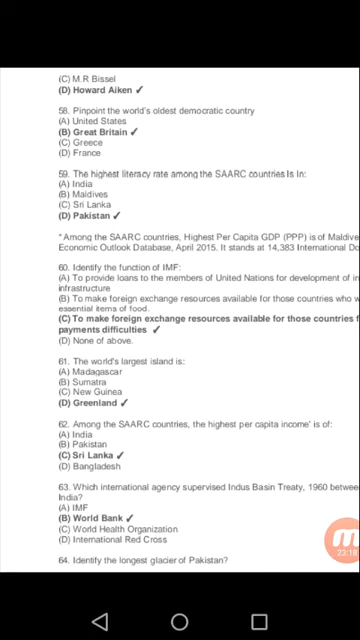 (C) M.R Bissel
(D) Howard Aiken ✓
58. Pinpoint the world's oldest democratic country
(A) United States
(B) Great Britain ✓
(C) Greece
(D) France
59. The highest literacy rate among the SAARC countries Is In:
(A) India
(B) Maldives
(C) Sri Lanka
(D) Pakistan ✓
* Among the SAARC countries, Highest Per Capita GDP (PPP) is of Maldive
Economic Outlook Database, April 2015. It stands at 14,383 International Do
60. Identify the function of IMF:
(A) To provide loans to the members of United Nations for development of in
infrastructure
(B) To make foreign exchange resources available for those countries who w
essential items of food.
(C) To make foreign exchange resources available for those countries f
payments difficulties ✓
(D) None of above.
61. The world's largest island is:
(A) Madagascar
(B) Sumatra
(C) New Guinea
(D) Greenland ✓
62. Among the SAARC countries, the highest per capita income' is of:
(A) India
(B) Pakistan
(C) Sri Lanka ✓
(D) Bangladesh
63. Which international agency supervised Indus Basin Treaty, 1960 betwee
India?
(A) IMF
(B) World Bank ✓
(C) World Health Organization
(D) International Red Cross
23:18
64. Identify the longest glacier of Pakistan?